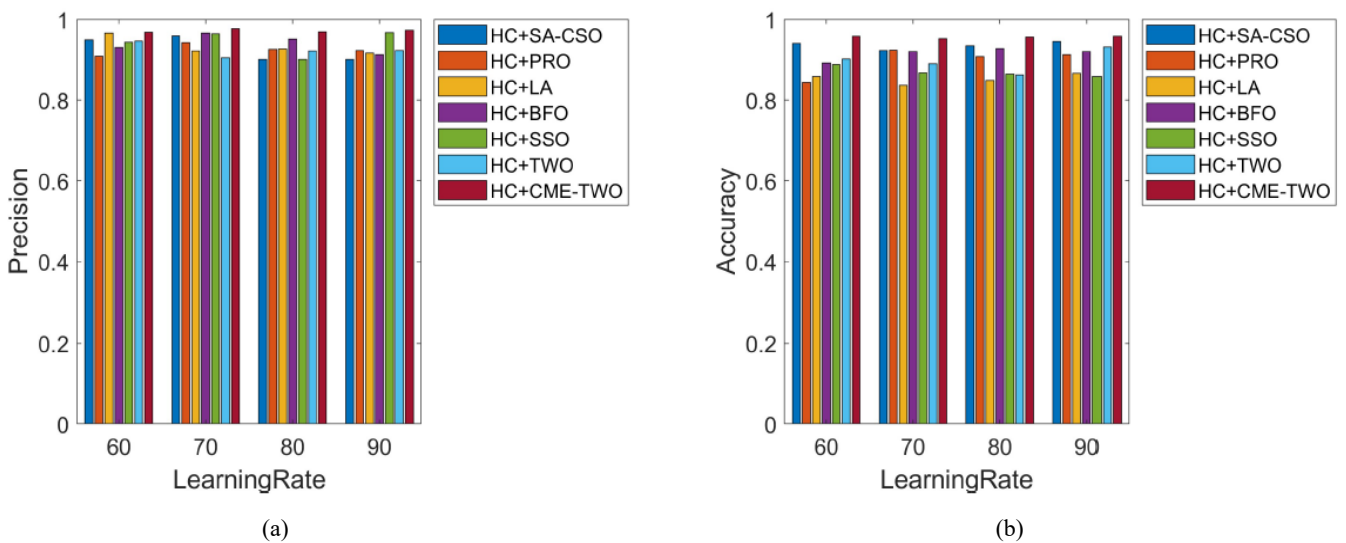 1
0.8
0.6
0.4
0.2
0
Precision
60 70 80 90
LearningRate
HC+SA-CSO
HC+PRO
HC+LA
HC+BFO
HC+SSO
HC+TWO
HC+CME-TWO
(a)
1
0.8
0.6
0.4
0.2
0
Accuracy
60 70 80 90
LearningRate
HC+SA-CSO
HC+PRO
HC+LA
HC+BFO
HC+SSO
HC+TWO
HC+CME-TWO
(b)